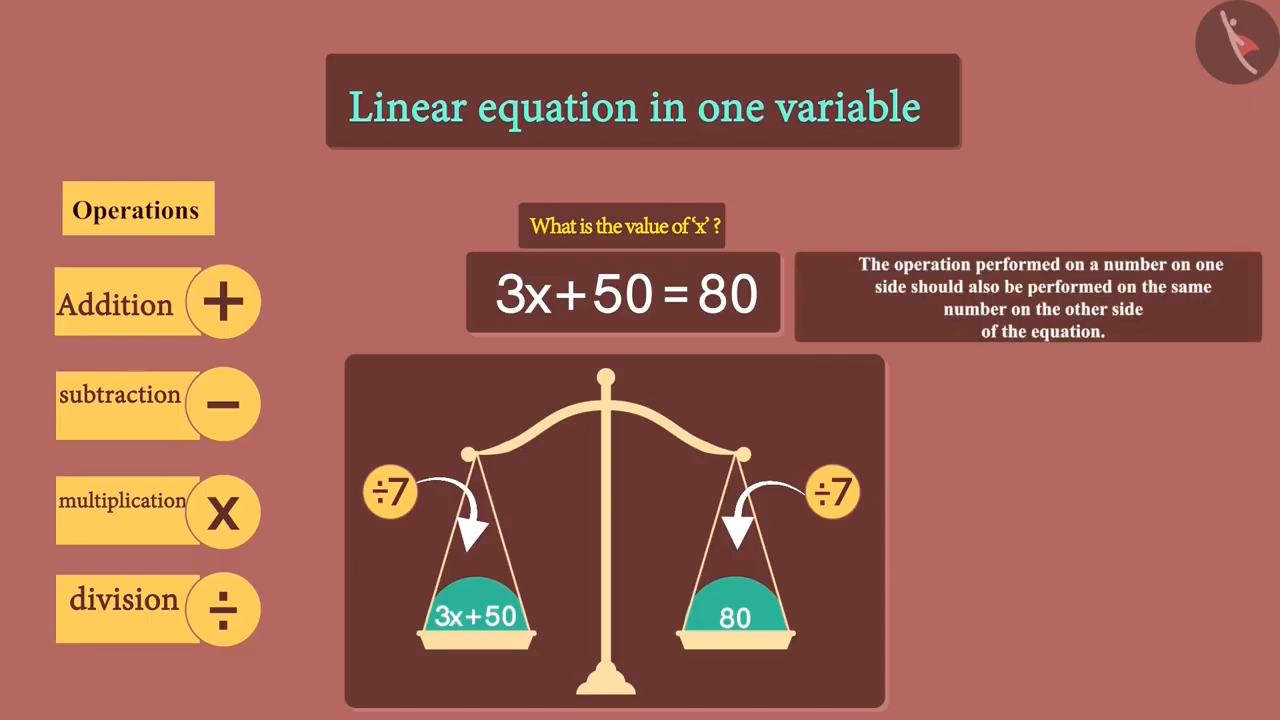 Linear equation in one variable
Operations
Addition +
subtraction −
multiplication x
division ÷
What is the value of ‘x’ ?
3x+50=80
The operation performed on a number on one
side should also be performed on the same
number on the other side
of the equation.
÷7
÷7
3x+50
80